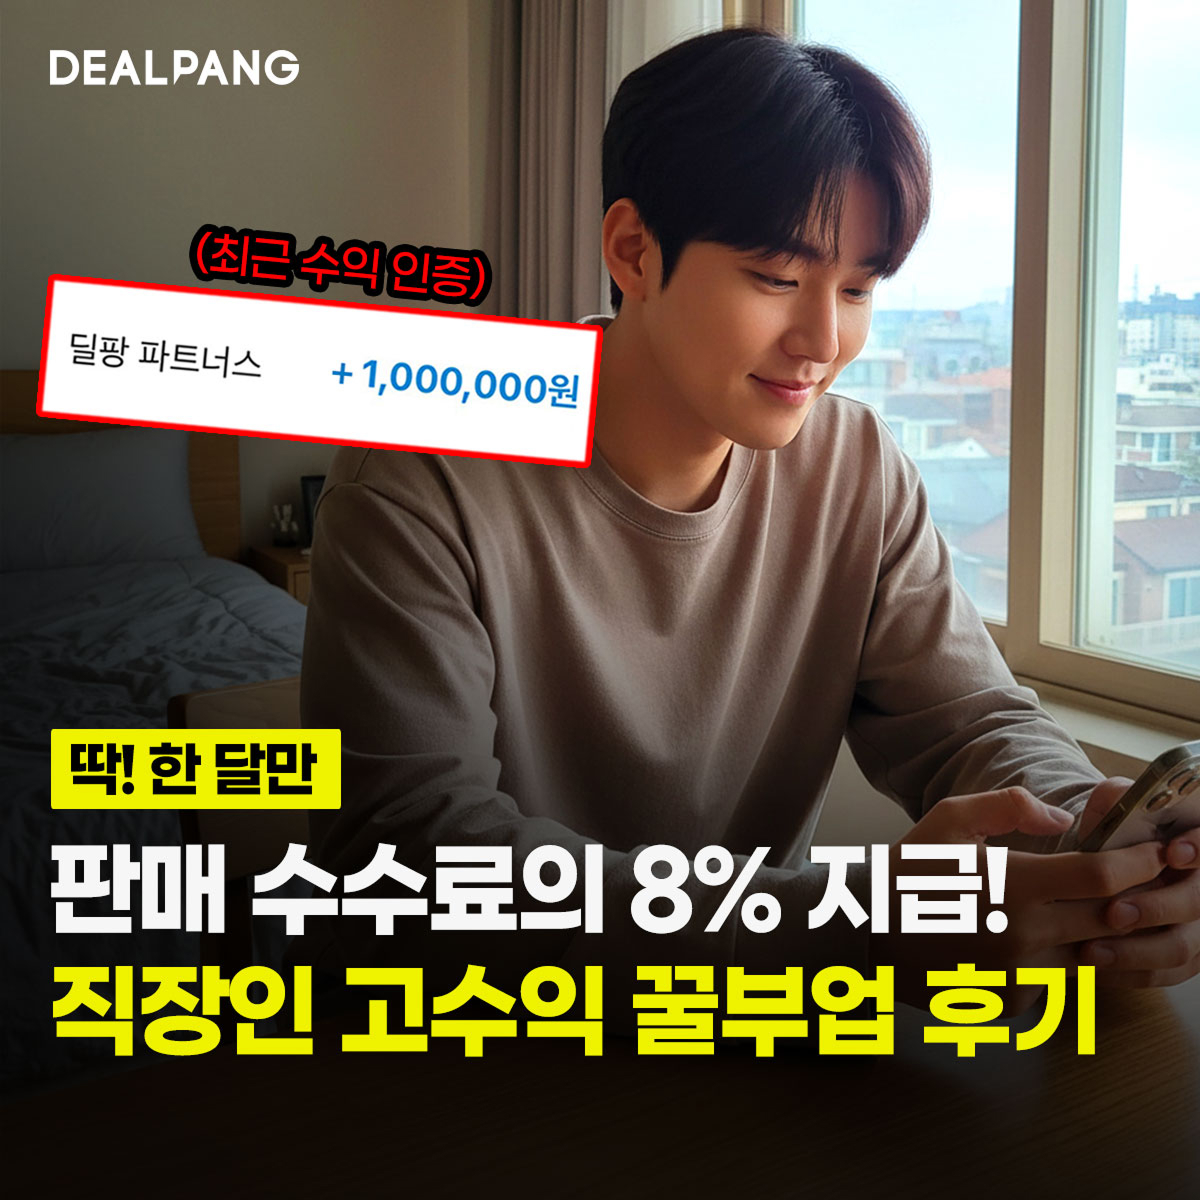 DEALPANG
(최근 수익 인증)
딜팡 파트너스 +1,000,000원
딱! 한 달만
판매 수수료의 8% 지급!
직장인 고수익 꿀부업 후기